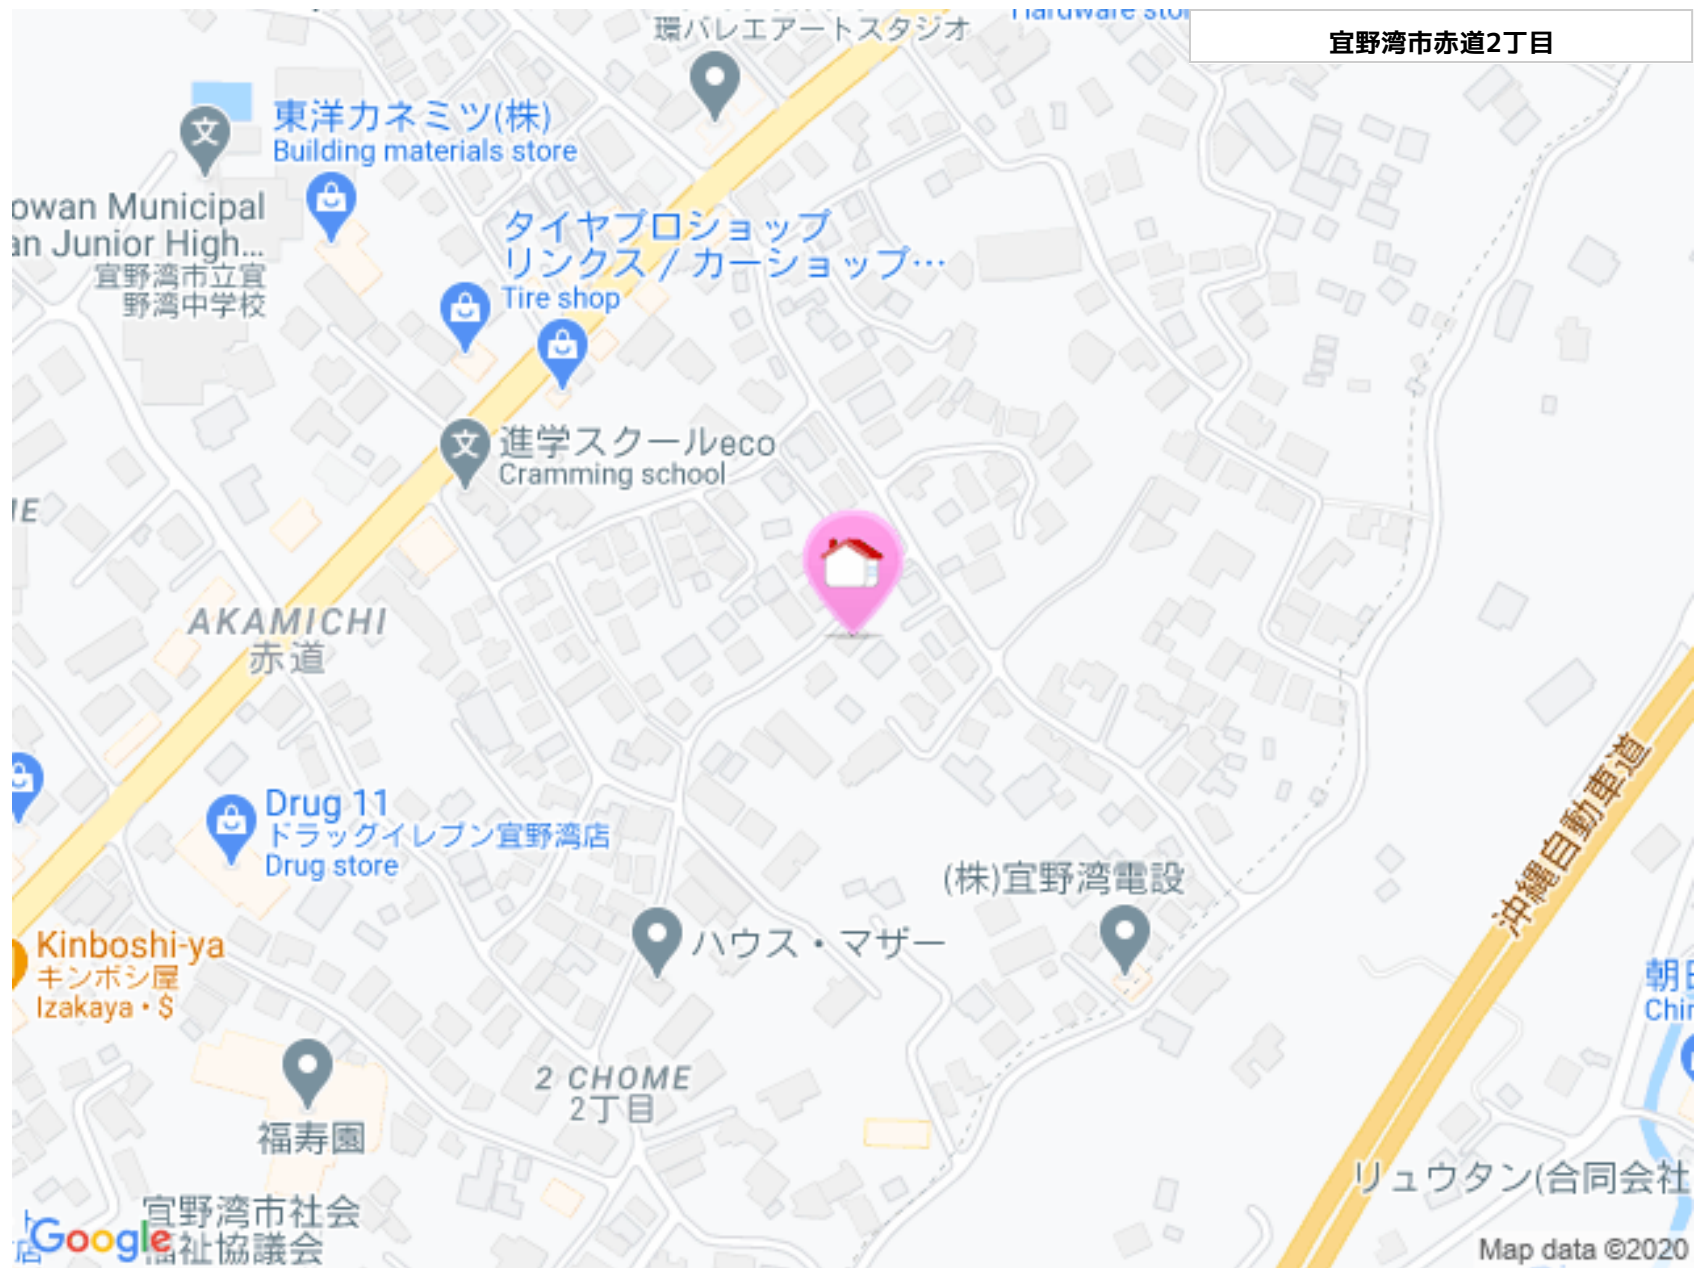 Hardware stor
宜野湾市赤道2丁目
環バレエアートスタジオ
東洋カネミツ(株)
Building materials store
owan Municipal
an Junior High...
宜野湾市立宜
野湾中学校
タイヤプロショップ
リンクス / カーショップ…
Tire shop
進学スクールeco
Cramming school
AKAMICHI
赤道
沖縄自動車道
Drug 11
ドラッグイレブン宜野湾店
Drug store
(株)宜野湾電設
ハウス・マザー
Kinboshi-ya
キンボシ屋
Izakaya • $
朝日
Chin
2 CHOME
2丁目
福寿園
リュウタン(合同会社
宜野湾市社会
福祉協議会
Google
Map data ©2020